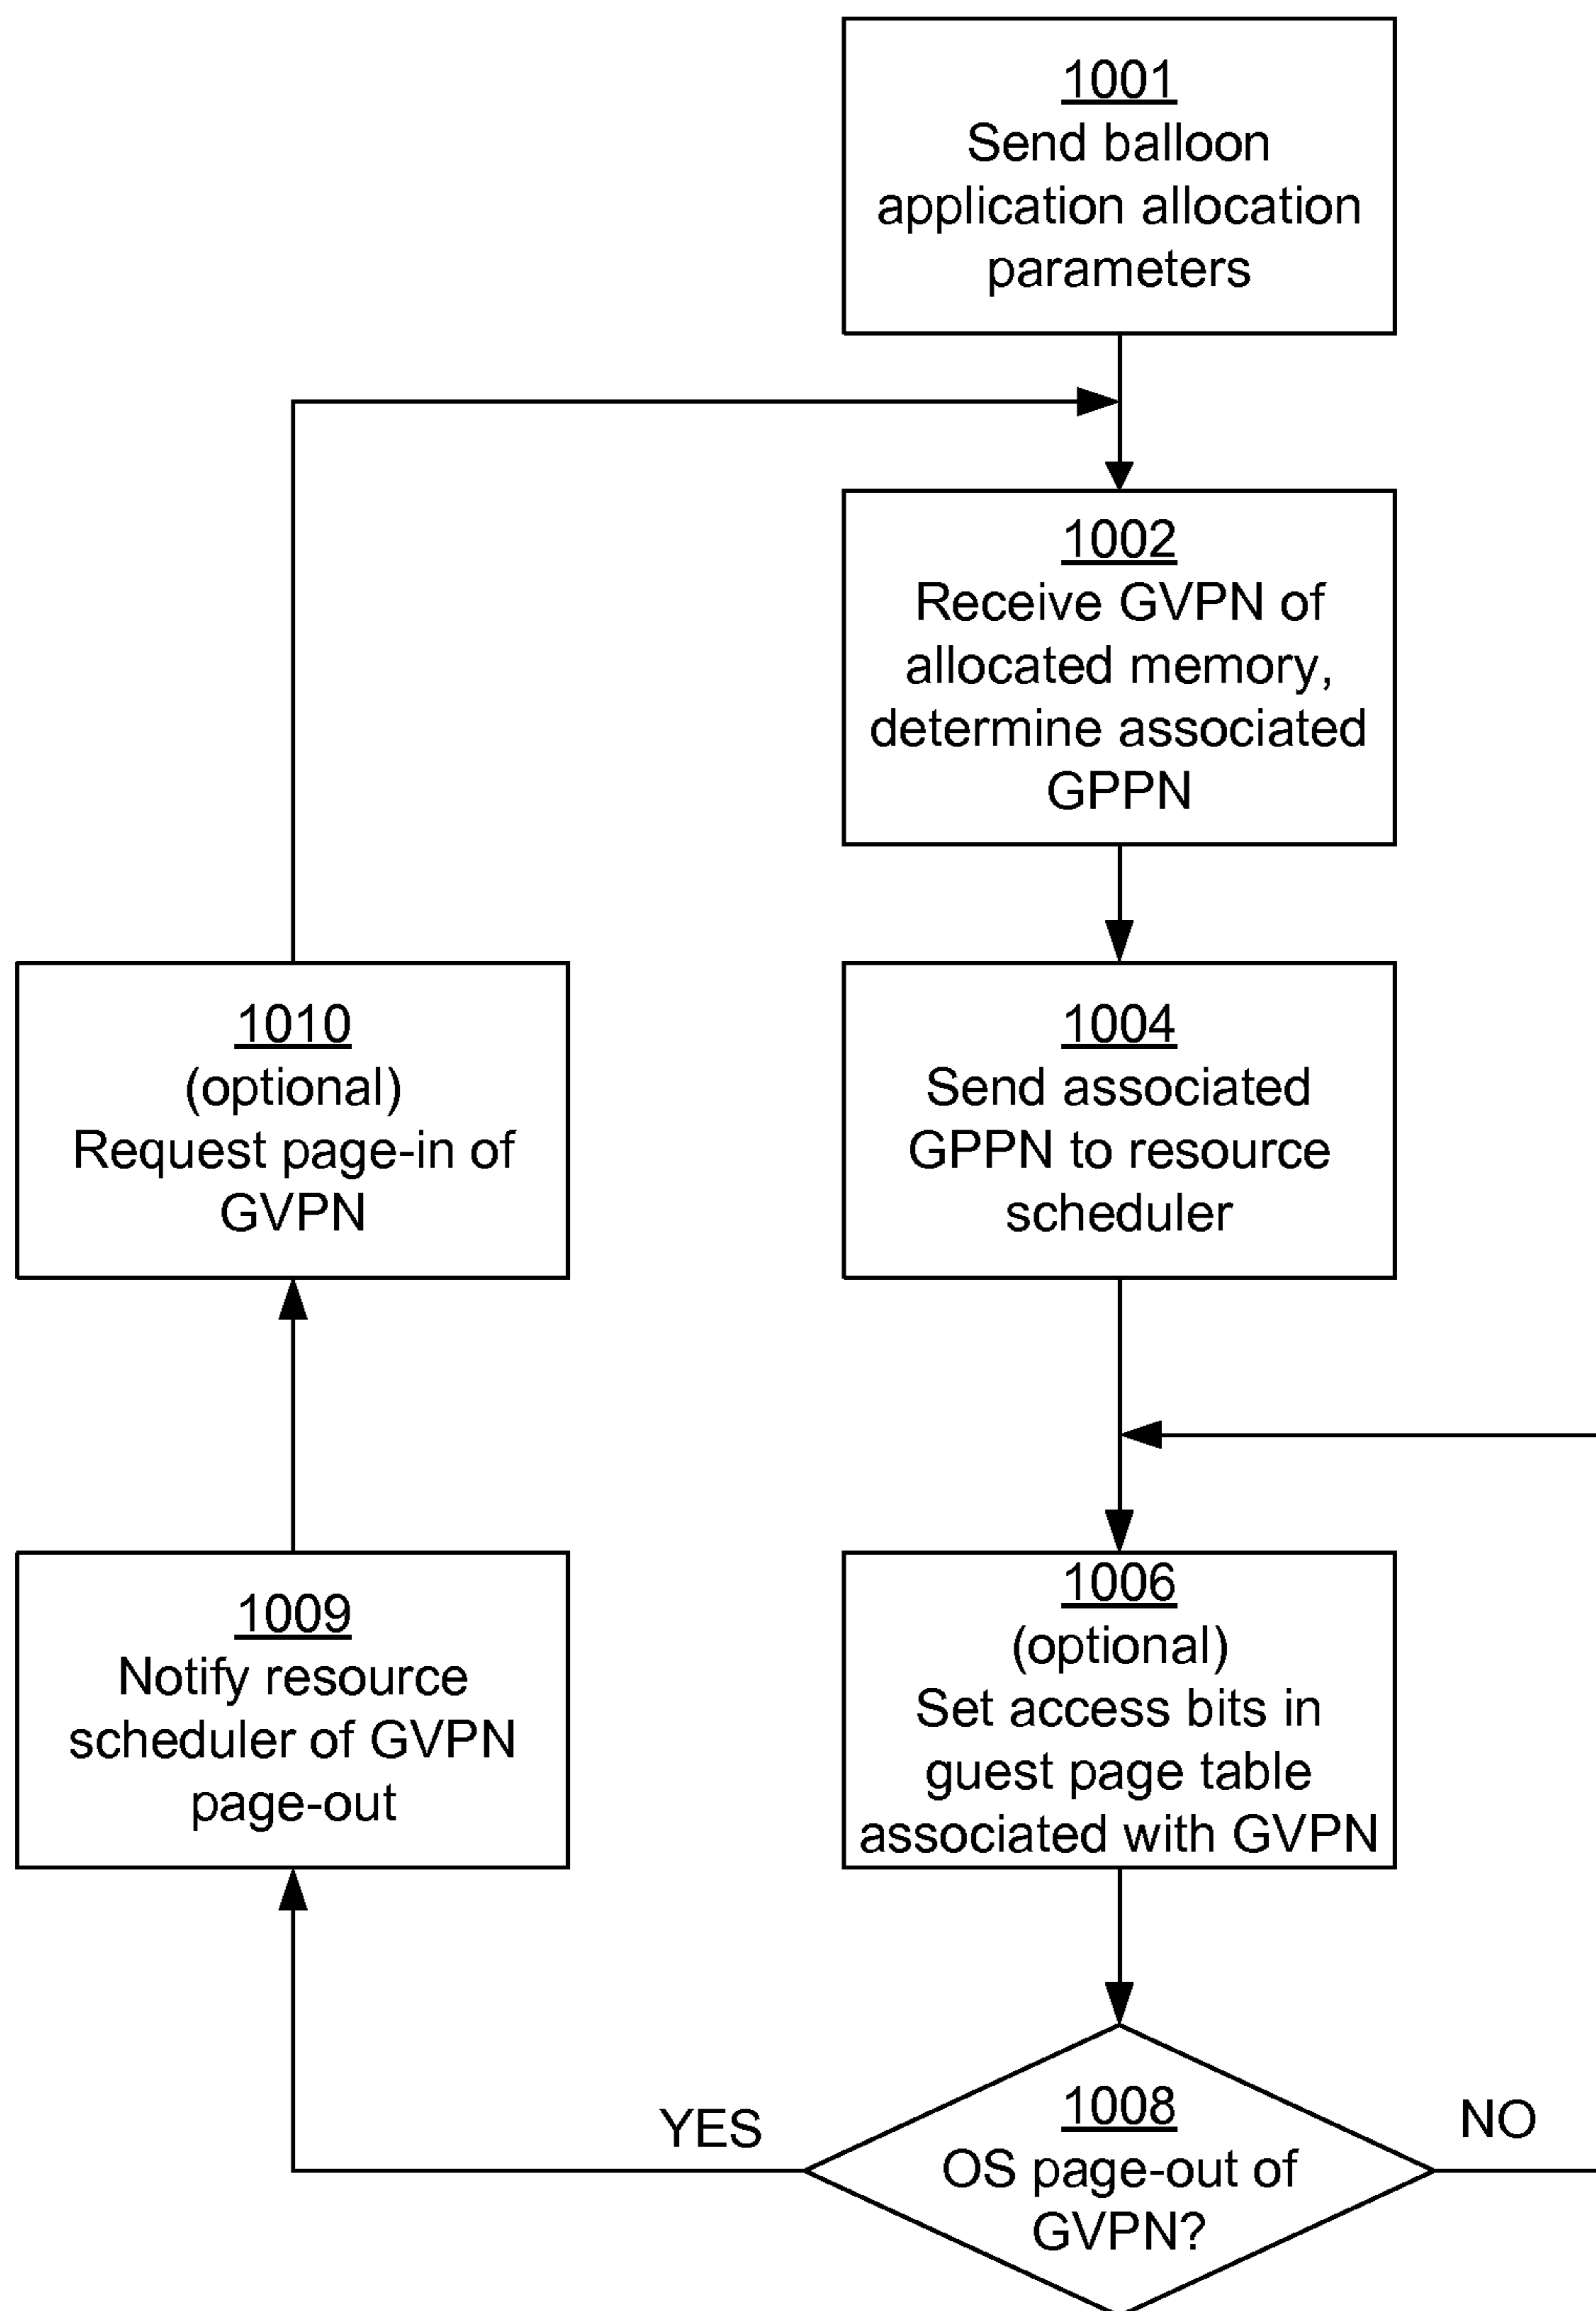 1001
Send balloon
application allocation
parameters
1002
Receive GVPN of
allocated memory,
determine associated
GPPN
1004
Send associated
GPPN to resource
scheduler
1006
(optional)
Set access bits in
guest page table
associated with GVPN
1008
OS page-out of
GVPN?
YES
NO
1009
Notify resource
scheduler of GVPN
page-out
1010
(optional)
Request page-in of
GVPN